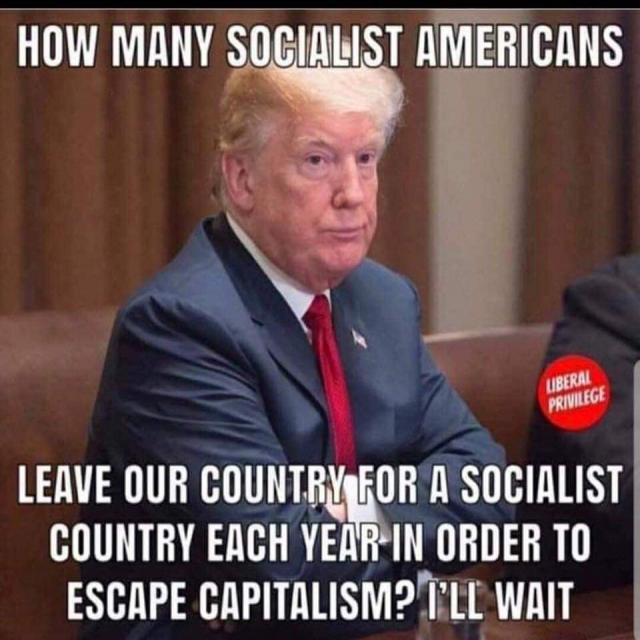 HOW MANY SOCIALIST AMERICANS
LIBERAL
PRIVILEGE
LEAVE OUR COUNTRY FOR A SOCIALIST
COUNTRY EACH YEAR IN ORDER TO
ESCAPE CAPITALISM? I'LL WAIT